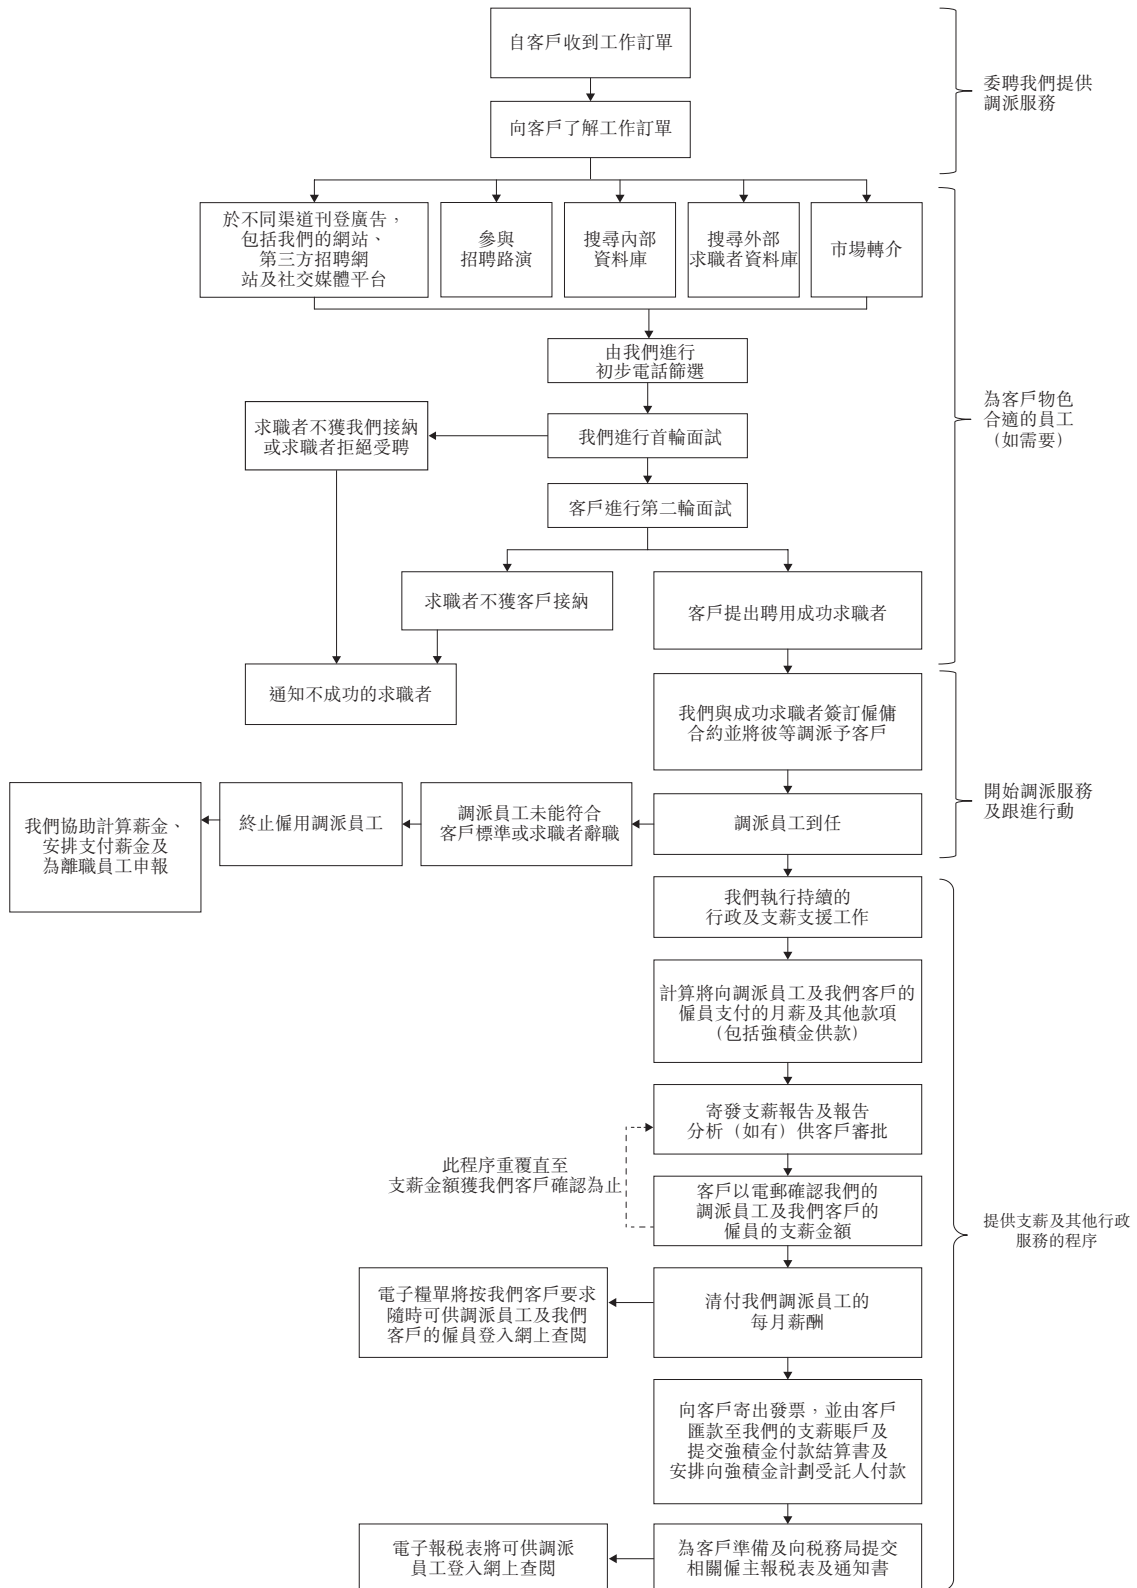 自客戶收到工作訂單
委聘我們提供
調派服務
向客戶了解工作訂單
於不同渠道刊登廣告，
包括我們的網站、
第三方招聘網
站及社交媒體平台
參與
招聘路演
搜尋內部
資料庫
搜尋外部
求職者資料庫
市場轉介
由我們進行
初步電話篩選
為客戶物色
合適的員工
（如需要）
求職者不獲我們接納
或求職者拒絕受聘
我們進行首輪面試
客戶進行第二輪面試
求職者不獲客戶接納
客戶提出聘用成功求職者
通知不成功的求職者
我們與成功求職者簽訂僱傭
合約並將彼等調派予客戶
開始調派服務
及跟進行動
我們協助計算薪金、
安排支付薪金及
為離職員工申報
終止僱用調派員工
調派員工未能符合
客戶標準或求職者辭職
調派員工到任
我們執行持續的
行政及支薪支援工作
計算將向調派員工及我們客戶的
僱員支付的月薪及其他款項
（包括強積金供款）
寄發支薪報告及報告
分析（如有）供客戶審批
此程序重覆直至
支薪金額獲我們客戶確認為止
客戶以電郵確認我們的
調派員工及我們客戶的
僱員的支薪金額
提供支薪及其他行政
服務的程序
電子糧單將按我們客戶要求
隨時可供調派員工及我們
客戶的僱員登入網上查閱
清付我們調派員工的
每月薪酬
向客戶寄出發票，並由客戶
匯款至我們的支薪賬戶及
提交強積金付款結算書及
安排向強積金計劃受託人付款
電子報稅表將可供調派
員工登入網上查閱
為客戶準備及向稅務局提交
相關僱主報稅表及通知書